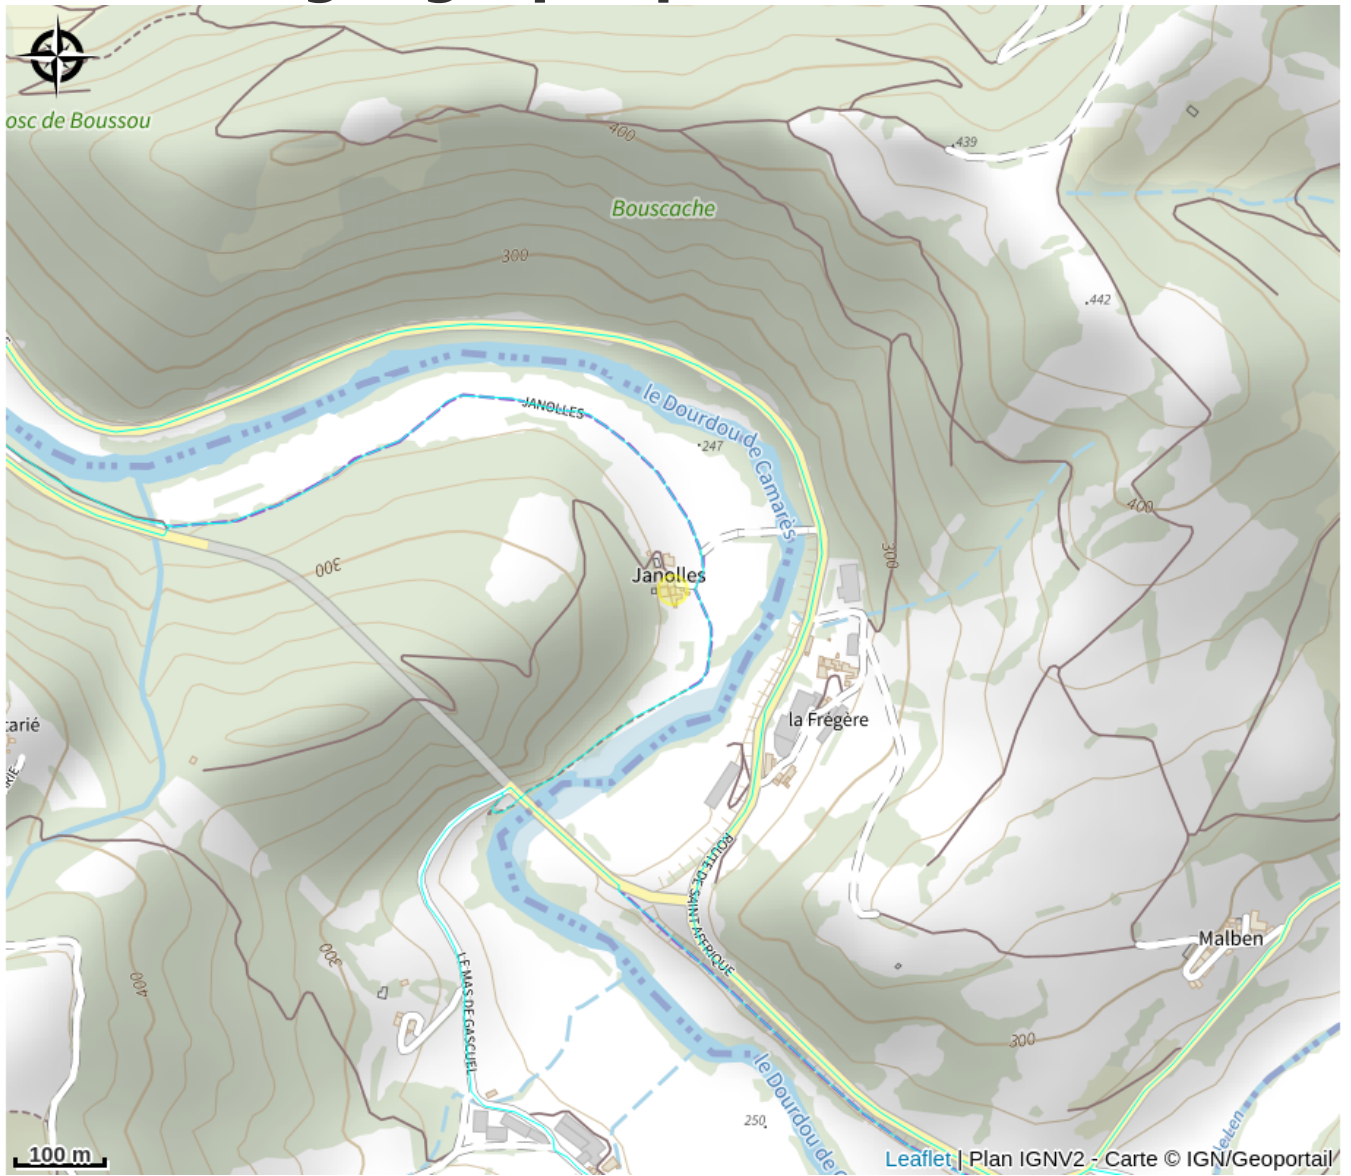 osc de Boussou
400
439
Bouscache
300
442
JANOLLES
le Dourdou de Camarès
247
400
300
300
Janolles
tarié
RIE
la Frégère
ROUTE DE SAINT-AFFRIQUE
Malben
300
400
LE MAS DE GASCUEL
300
le Dourdou de C
250
100 m
Leaflet | Plan IGNV2 - Carte © IGN/Geoportail